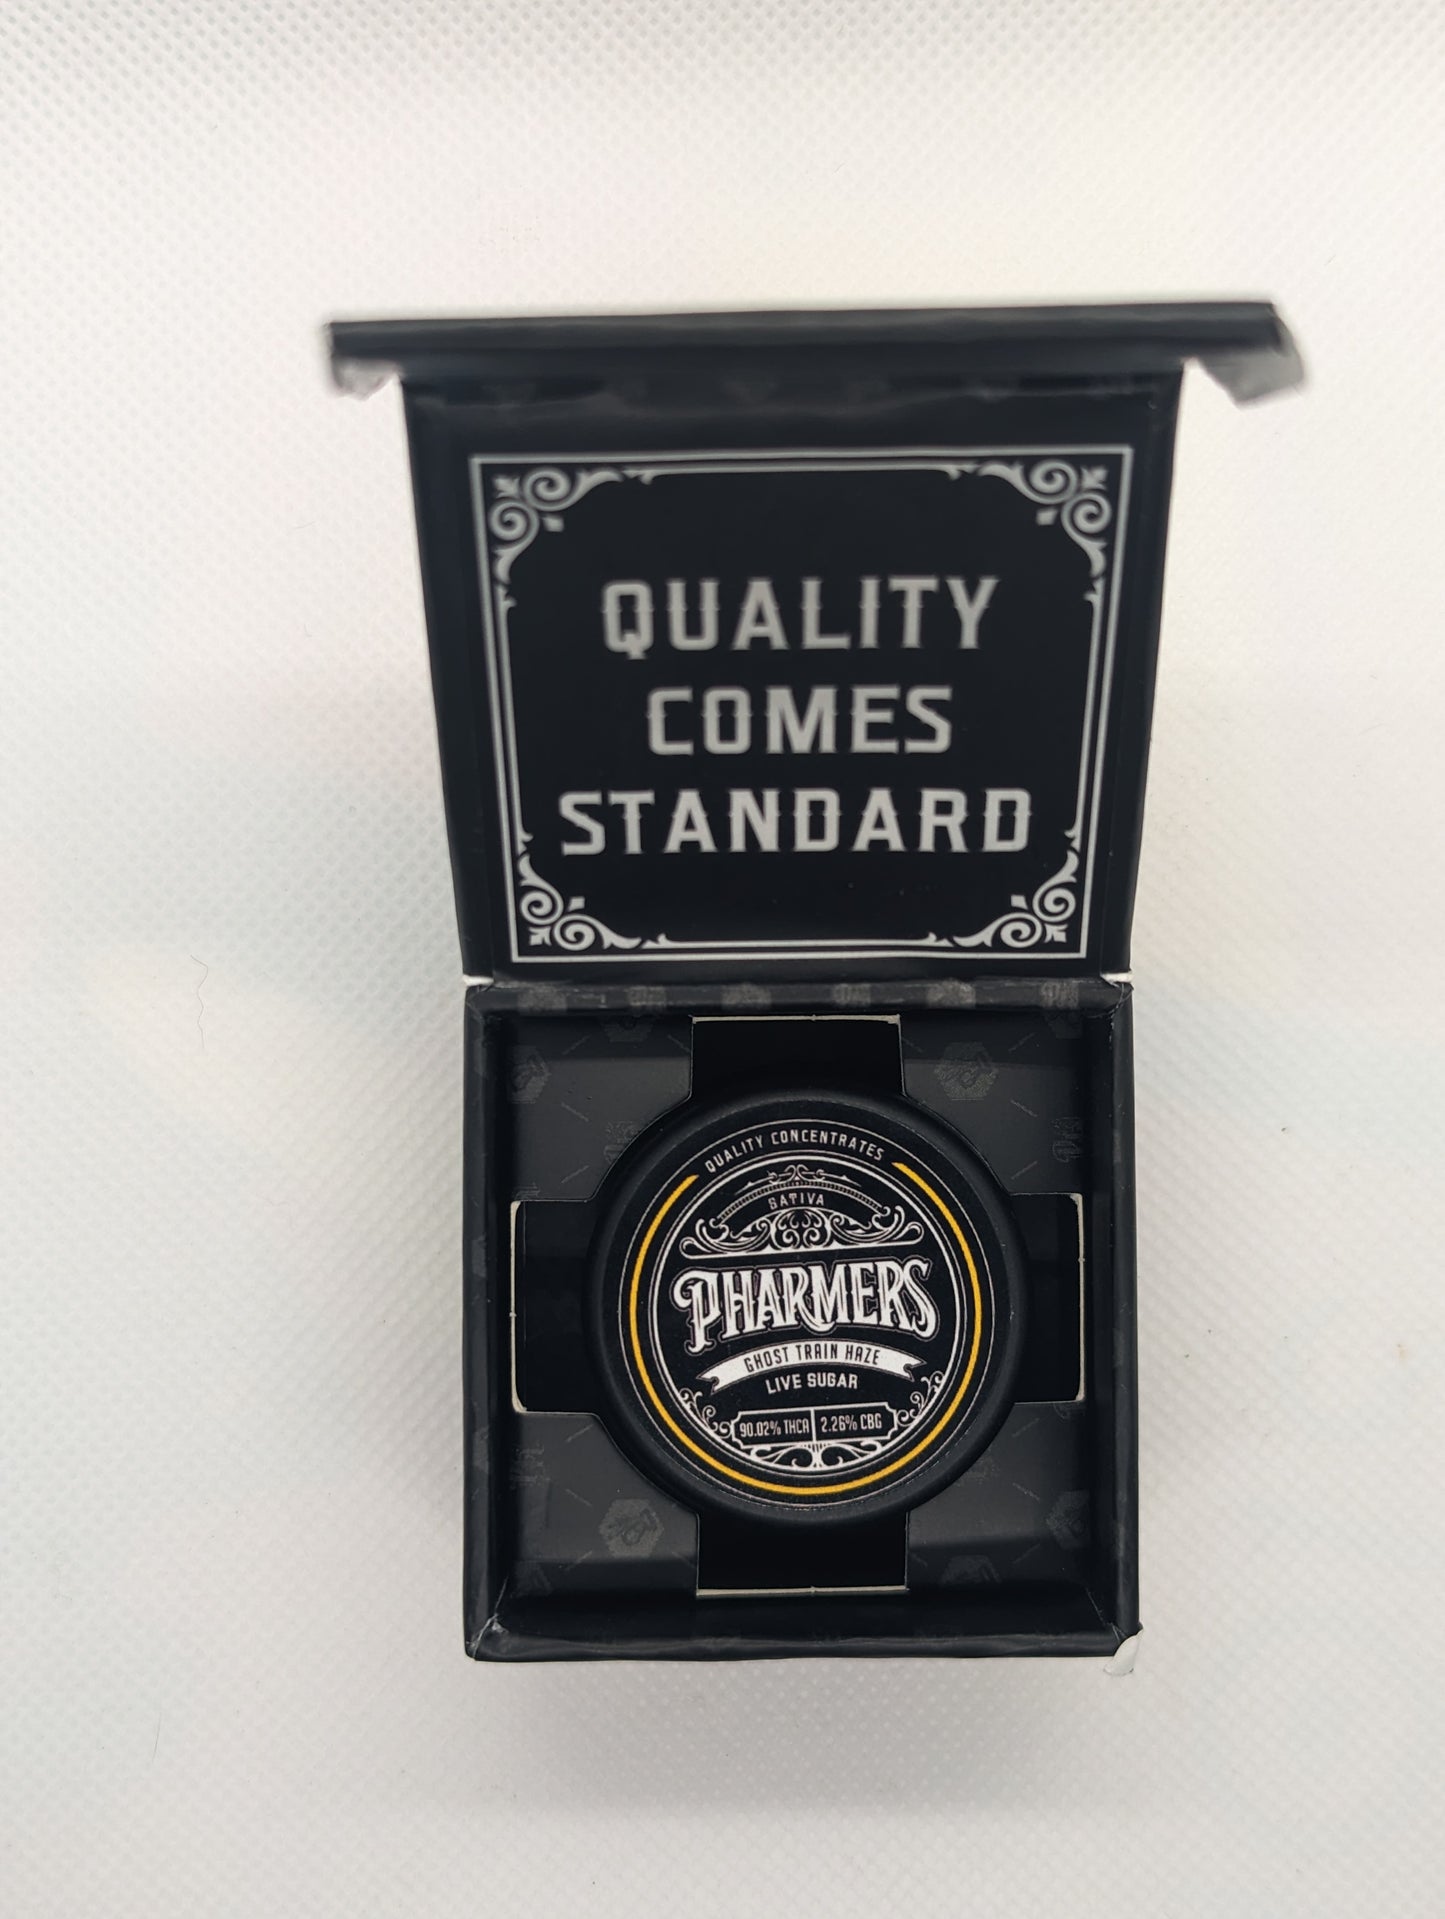 QUALITY
COMES
STANDARD
QUALITY CONCENTRATES
SATIVA
PHARMERS
GHOST TRAIN HAZE
LIVE SUGAR
90.02% THCA | 2.26% CBG